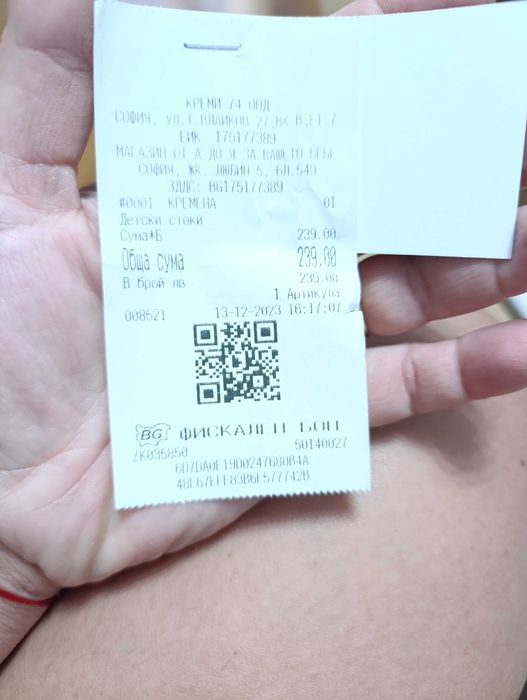 КРЕМИ-74 ООД
СОФИЯ, УЛ.Т.ВЛАЙКОВ 27,ВХ.В,ЕТ.7
ЕИК 175177389
МАГАЗИН ОТ А ДО Я ЗА ВАШЕТО БЕБЕ
СОФИЯ, ЖК. ЛЮЛИН 5, БЛ.549
ЗДДС: BG175177389
#0001 КРЕМЕНА 01
Детски стоки
Сума*Б 239.00
Обща сума 239.00
В брой лв 239.00
1 Артикула
008521 13-12-2023 16:17:07
BG ФИСКАЛЕН БОН
ZK035850 50140027
6D7DA0E19D0247680B4A
48E67EFE83B6F577742B